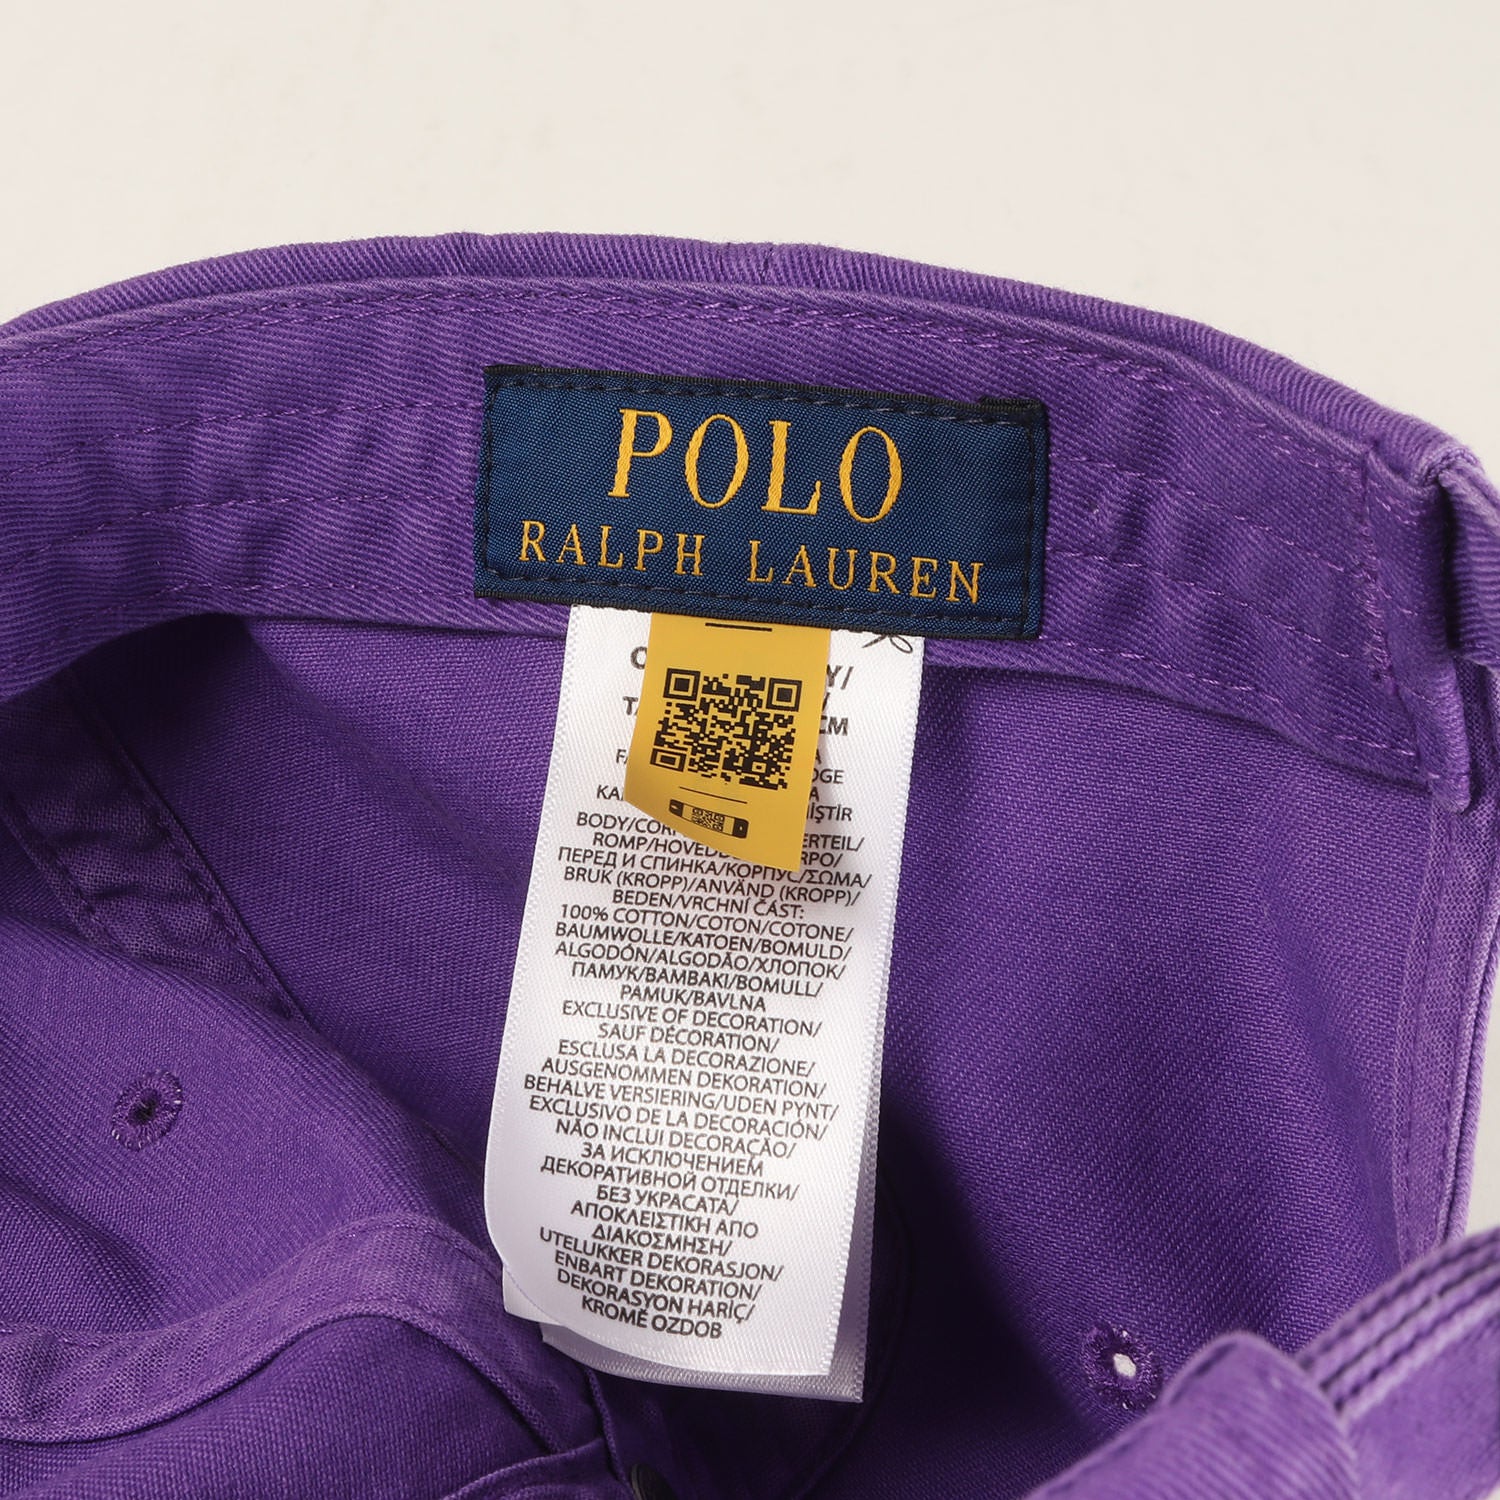 POLO
RALPH LAUREN
BODY/
ROMP/
ПЕРЕД И СПИНКА/КОРПУС/ΣΩΜΑ/
BRUK (KROPP)/ANVÄND (KROPP)/
BEDEN/VRCHNÍ ČÁST:
100% COTTON/COTON/COTONE/
BAUMWOLLE/KATOEN/BOMULD/
ALGODÓN/ALGODÃO/ХЛОПОК/
ПАМУК/ΒΑΜΒΑΚΙ/BOMULL/
PAMUK/BAVLNA
EXCLUSIVE OF DECORATION/
SAUF DÉCORATION/
ESCLUSA LA DECORAZIONE/
AUSGENOMMEN DEKORATION/
BEHALVE VERSIERING/UDEN PYNT/
EXCLUSIVO DE LA DECORACIÓN/
NÃO INCLUI DECORAÇÃO/
ЗА ИСКЛЮЧЕНИЕМ
ДЕКОРАТИВНОЙ ОТДЕЛКИ/
БЕЗ УКРАСАТА/
ΑΠΟΚΛΕΙΣΤΙΚΗ ΑΠΟ
ΔΙΑΚΟΣΜΗΣΗ/
UTELUKKER DEKORASJON/
ENBART DEKORATION/
DEKORASYON HARİÇ/
KROMĚ OZDOB